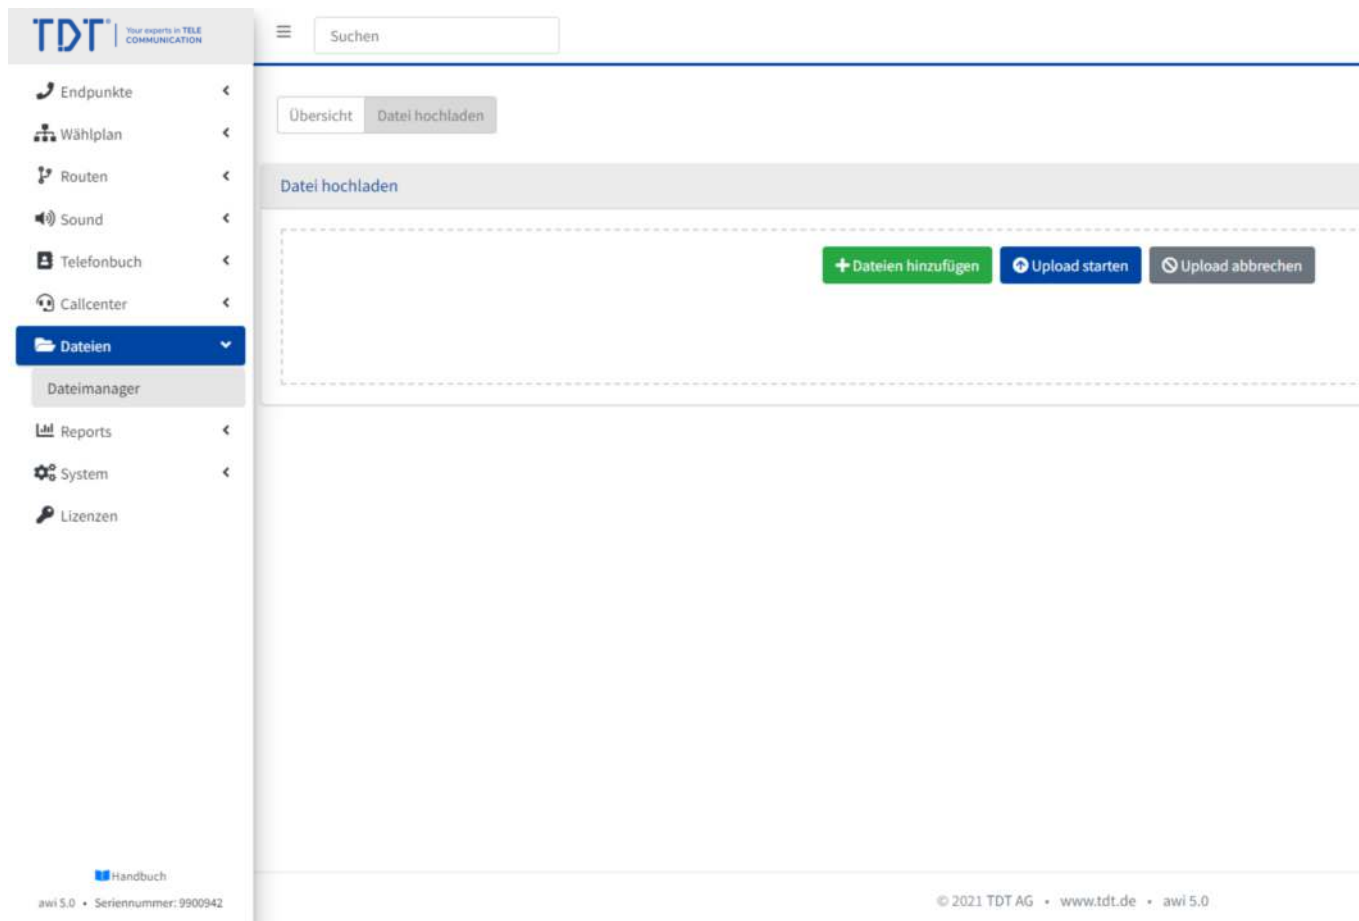 TDT Your experts in TELE
COMMUNICATION
Suchen
Endpunkte
Wählplan
Routen
Sound
Telefonbuch
Callcenter
Dateien
Dateimanager
Reports
System
Lizenzen
Übersicht Datei hochladen
Datei hochladen
Dateien hinzufügen Upload starten Upload abbrechen
Handbuch
awi 5.0 • Seriennummer: 9900942
© 2021 TDT AG • www.tdt.de • awi 5.0